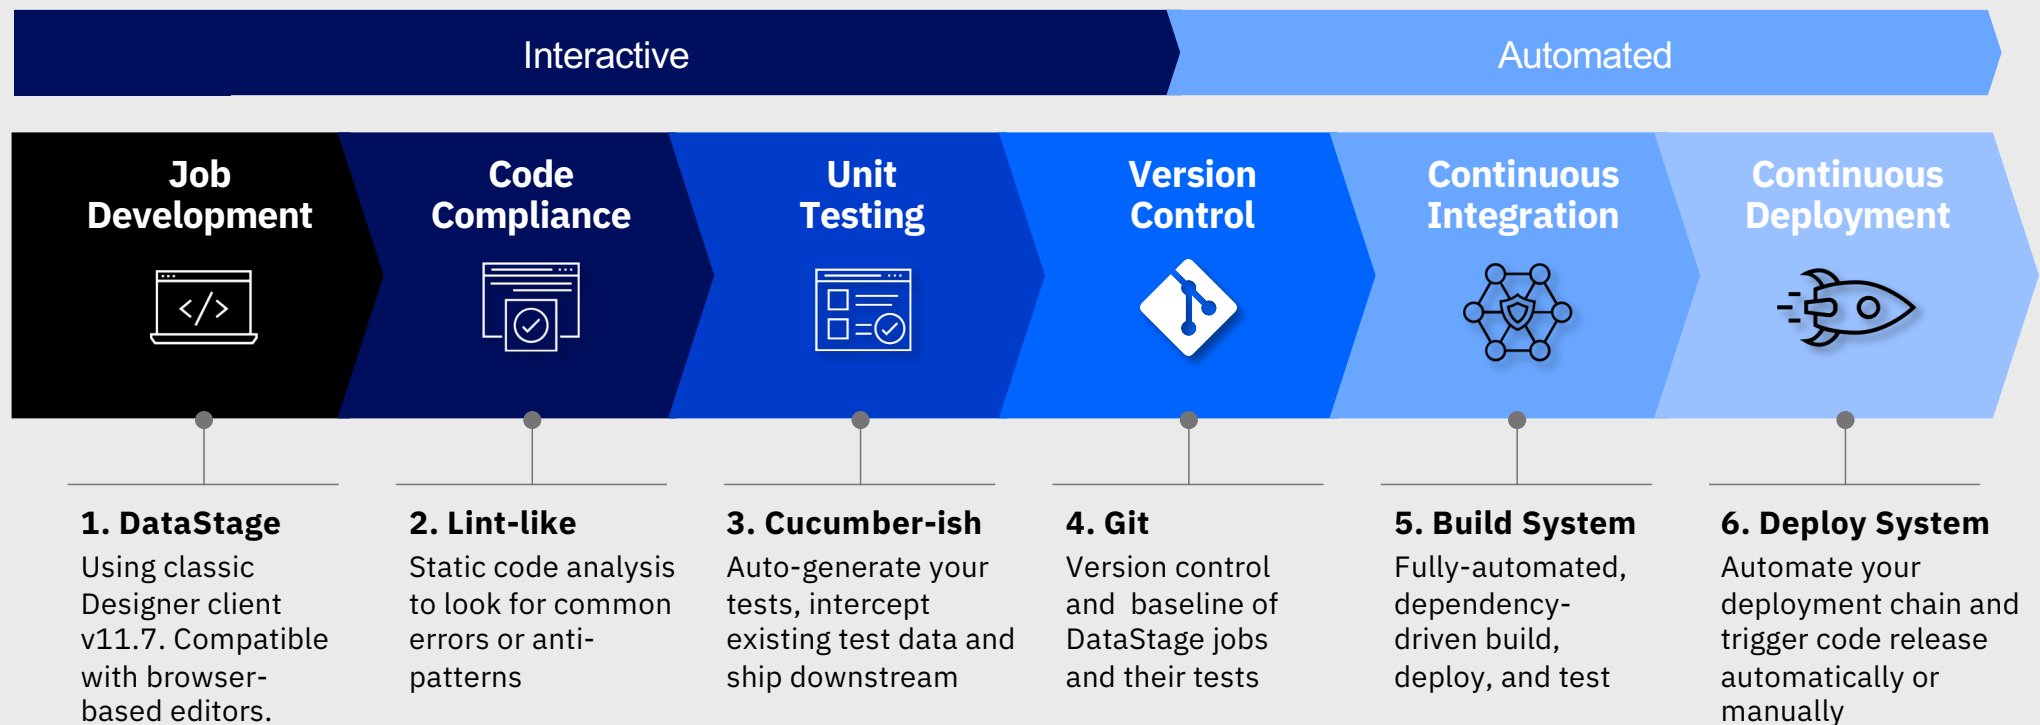 Interactive
Automated
Job
Development
Code
Compliance
Unit
Testing
Version
Control
Continuous
Integration
Continuous
Deployment
1. DataStage
Using classic
Designer client
v11.7. Compatible
with browser-
based editors.
2. Lint-like
Static code analysis
to look for common
errors or anti-
patterns
3. Cucumber-ish
Auto-generate your
tests, intercept
existing test data and
ship downstream
4. Git
Version control
and  baseline of
DataStage jobs
and their tests
5. Build System
Fully-automated,
dependency-
driven build,
deploy, and test
6. Deploy System
Automate your
deployment chain and
trigger code release
automatically or
manually